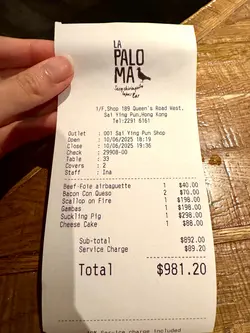 LA
PALO
MA
1/F,Shop 189 Queen's Road West,
Sai Ying Pun,Hong Kong
Tel:2291 6161
Outlet : 001 Sai Ying Pun Shop
Open : 10/06/2025 18:19
Close : 10/06/2025 19:36
Check : 29908-00
Table : 33
Covers : 2
Staff : Ina
Beef-Foie airbaguette 1 $40.00
Bacon Con Queso 2 $70.00
Scallop on Fire 1 $198.00
Gambas 1 $198.00
Suckling Pig 1 $298.00
Cheese Cake 1 $88.00
Sub-total $892.00
Service Charge $89.20
Total $981.20
Service charge included